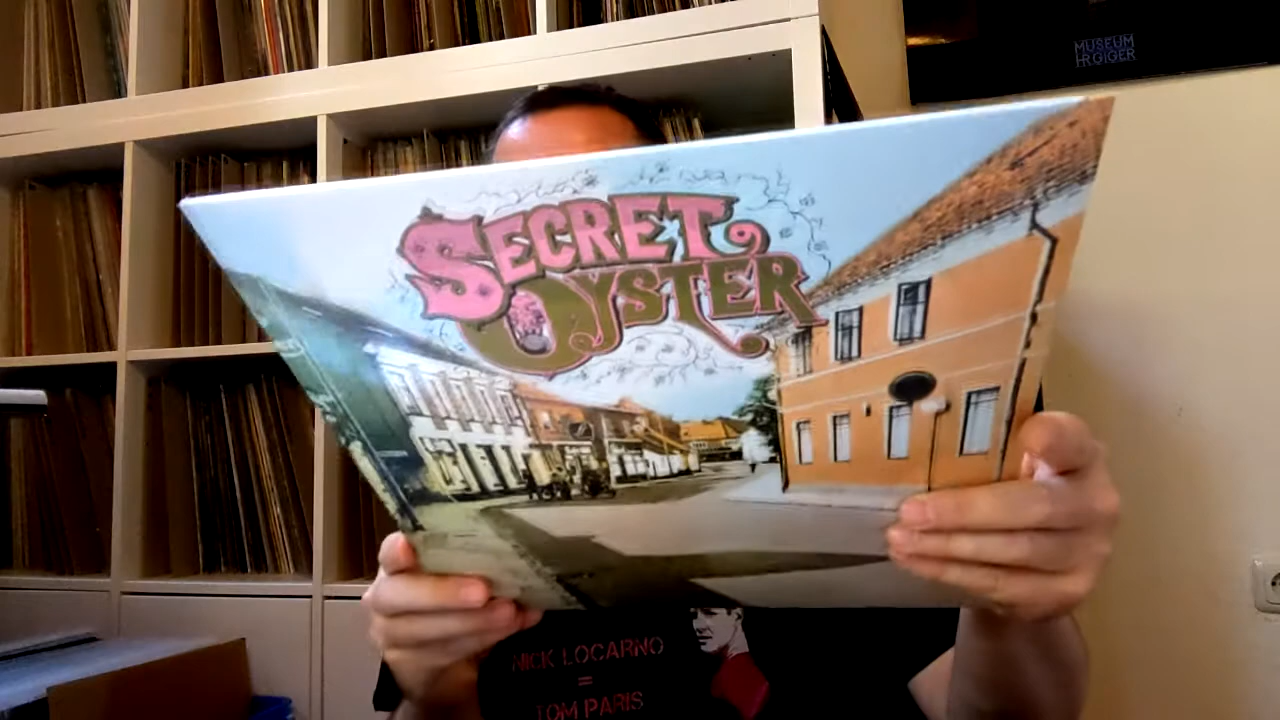 MUSEUM
HR GIGER
SECRET
OYSTER
NICK LOCARNO
=
TOM PARIS